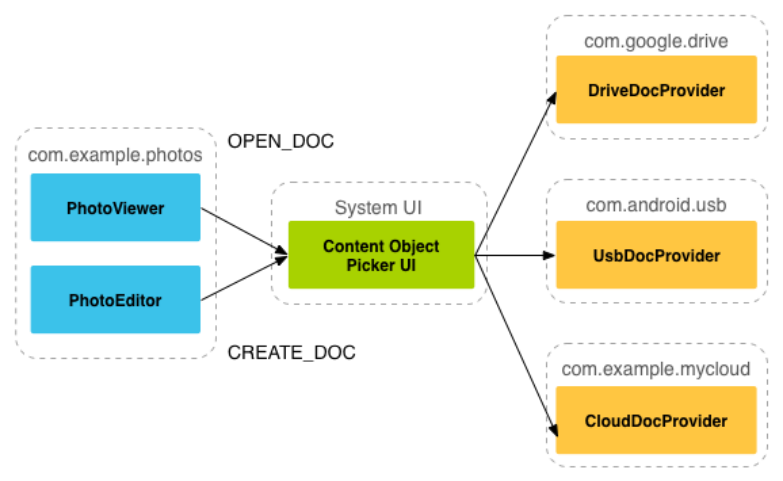 com.example.photos
PhotoViewer
PhotoEditor
OPEN_DOC
CREATE_DOC
System UI
Content Object
Picker UI
com.google.drive
DriveDocProvider
com.android.usb
UsbDocProvider
com.example.mycloud
CloudDocProvider